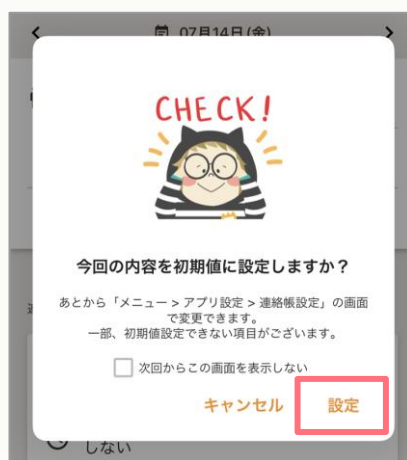 07月14日(金)
CHECK!
今回の内容を初期値に設定しますか？
あとから「メニュー > アプリ設定 > 連絡帳設定」の画面
で変更できます。
一部、初期値設定できない項目がございます。
次回からこの画面を表示しない
キャンセル 設定
しない